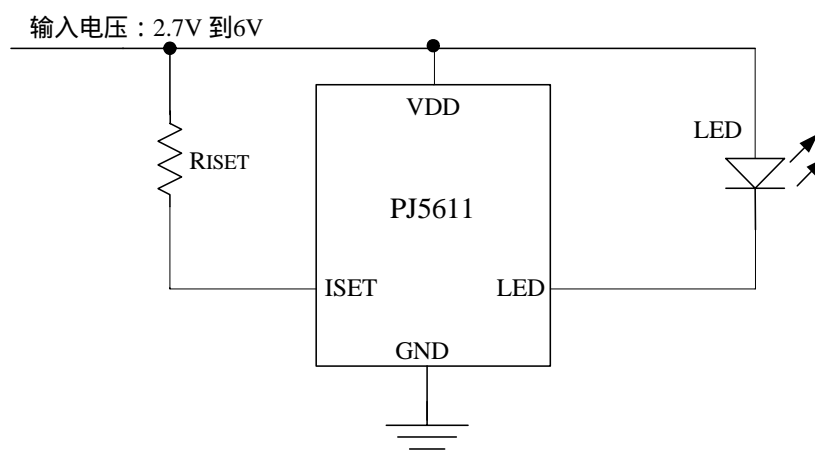 输入电压：2.7V 到6V
VDD
LED
RISET
PJ5611
ISET
LED
GND